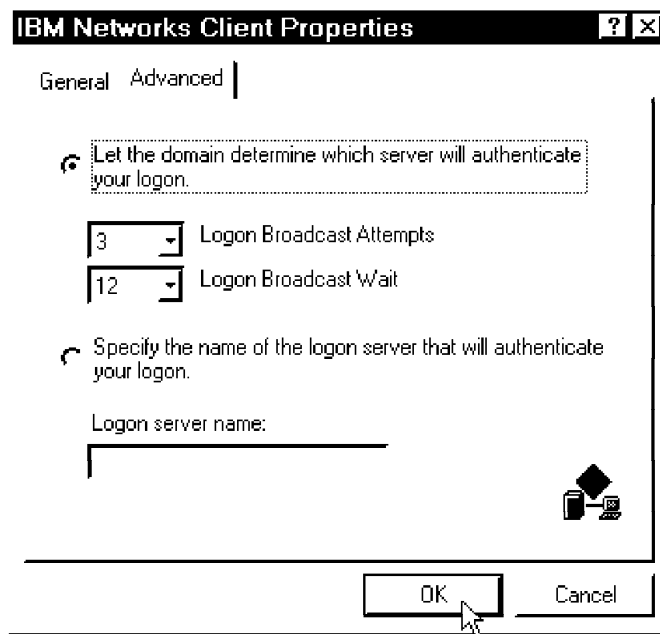 IBM Networks Client Properties
General Advanced
Let the domain determine which server will authenticate
your logon.
3 Logon Broadcast Attempts
12 Logon Broadcast Wait
Specify the name of the logon server that will authenticate
your logon.
Logon server name:
OK Cancel